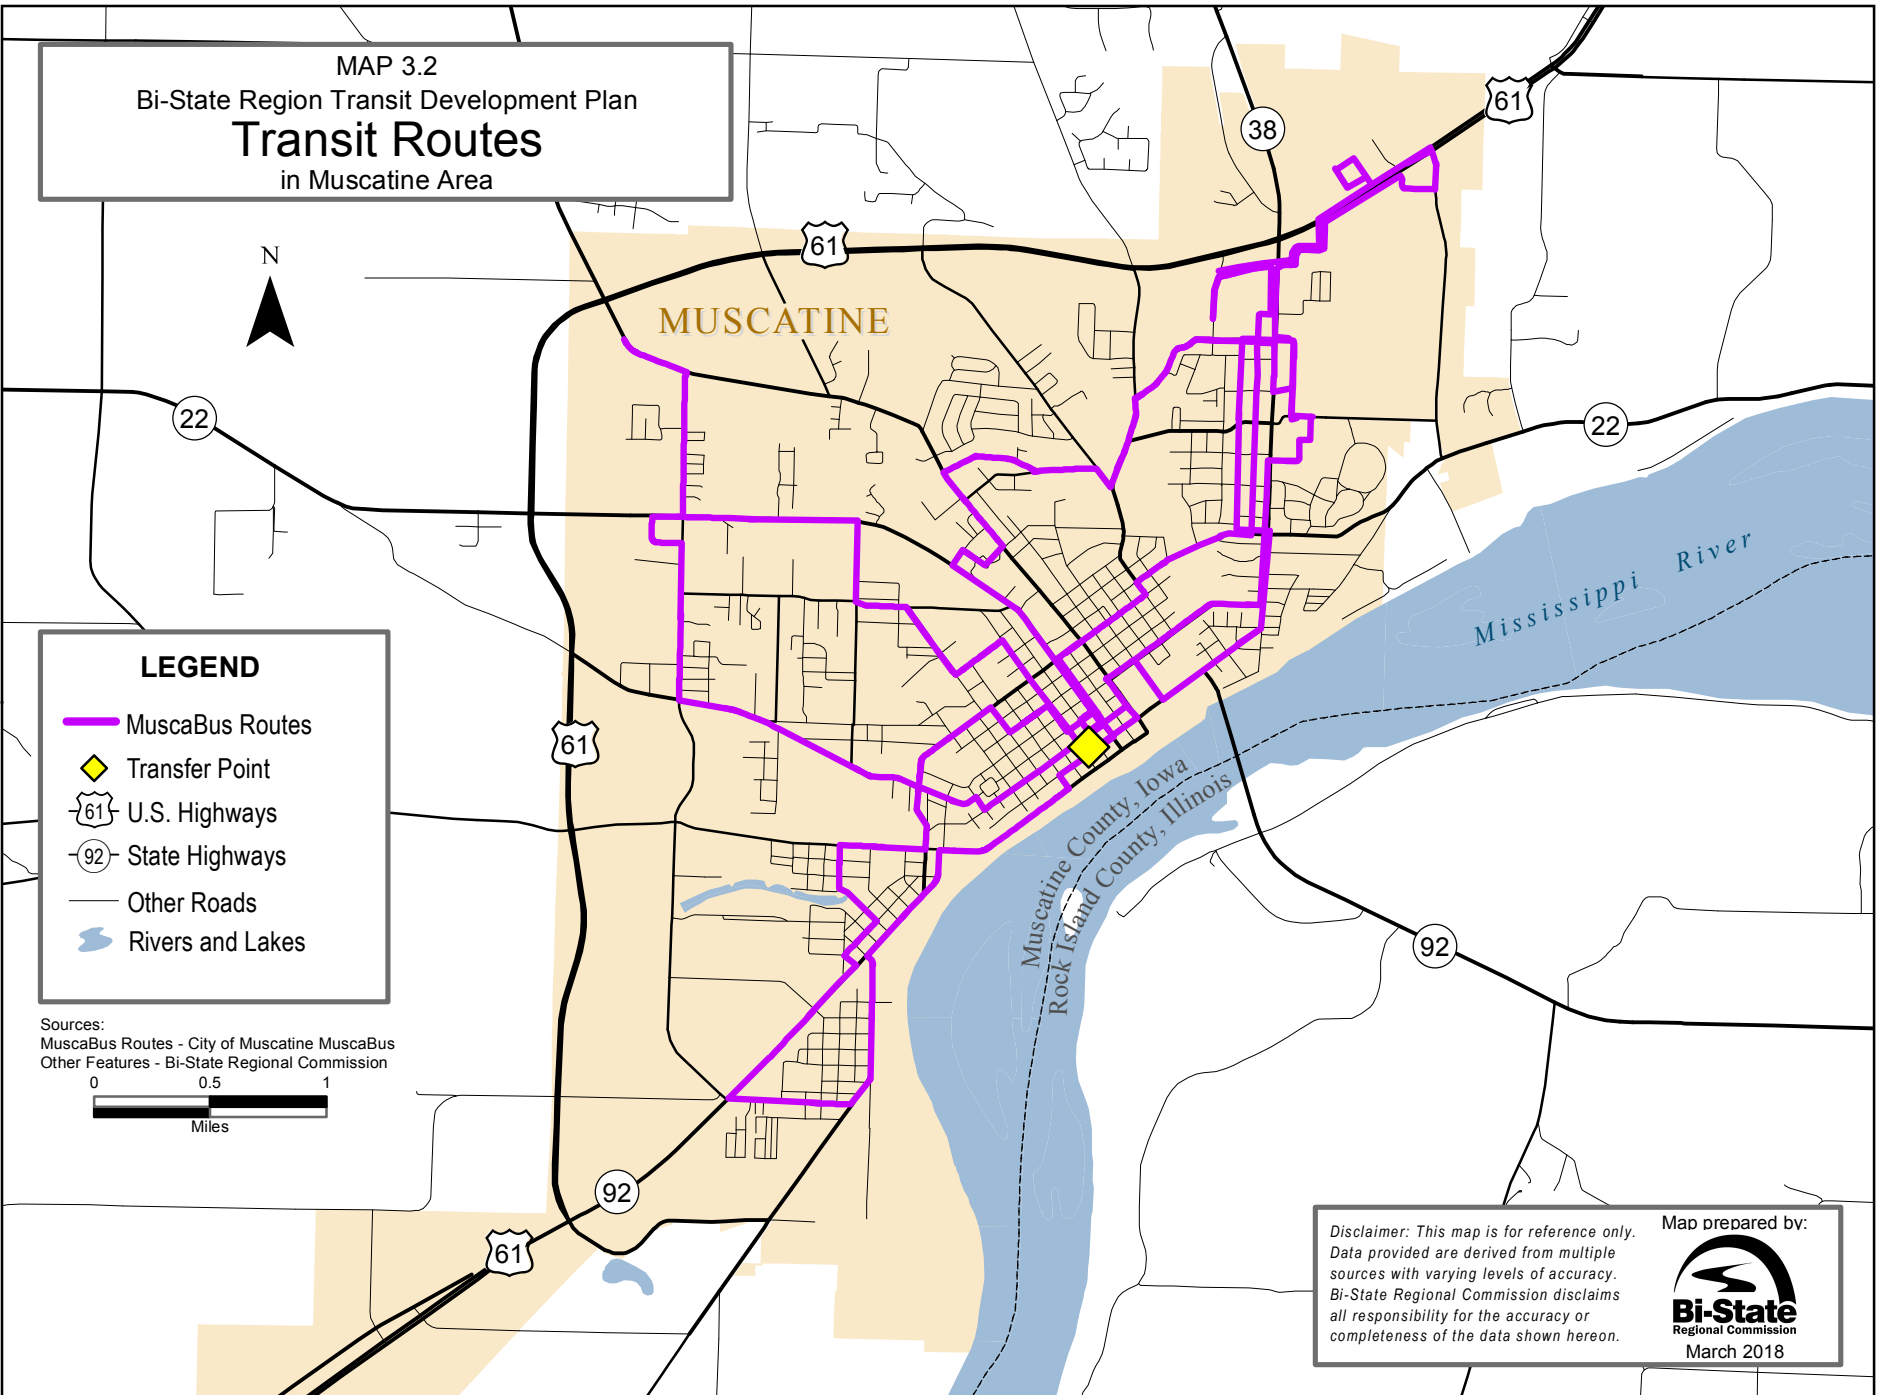 MAP 3.2
Bi-State Region Transit Development Plan
Transit Routes
in Muscatine Area
N
61
38
61
MUSCATINE
22
22
Mississippi River
LEGEND
MuscaBus Routes
Transfer Point
61 U.S. Highways
92 State Highways
Other Roads
Rivers and Lakes
61
Muscatine County, Iowa
Rock Island County, Illinois
92
Sources:
MuscaBus Routes - City of Muscatine MuscaBus
Other Features - Bi-State Regional Commission
0 0.5 1
Miles
92
61
Disclaimer: This map is for reference only.
Data provided are derived from multiple
sources with varying levels of accuracy.
Bi-State Regional Commission disclaims
all responsibility for the accuracy or
completeness of the data shown hereon.
Map prepared by:
Bi-State
Regional Commission
March 2018